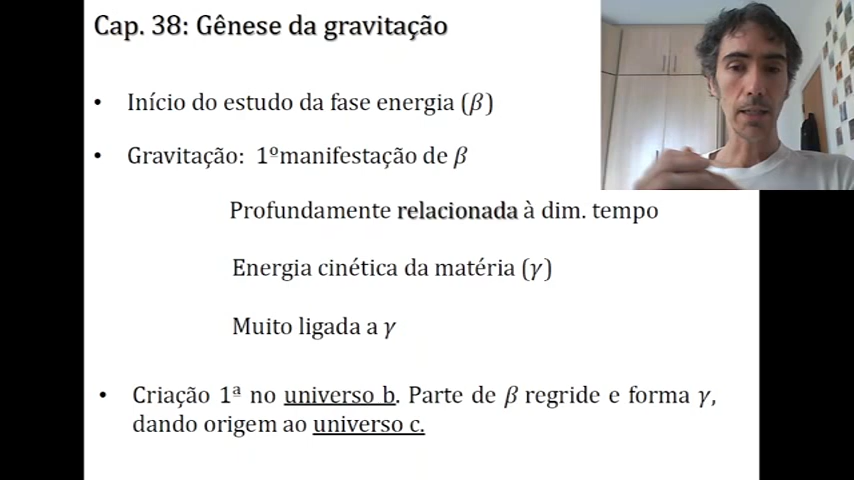 Cap. 38: Gênese da gravitação
• Início do estudo da fase energia (β)
• Gravitação: 1ºmanifestação de β
Profundamente relacionada à dim. tempo
Energia cinética da matéria (γ)
Muito ligada a γ
• Criação 1ª no universo b. Parte de β regride e forma γ,
dando origem ao universo c.